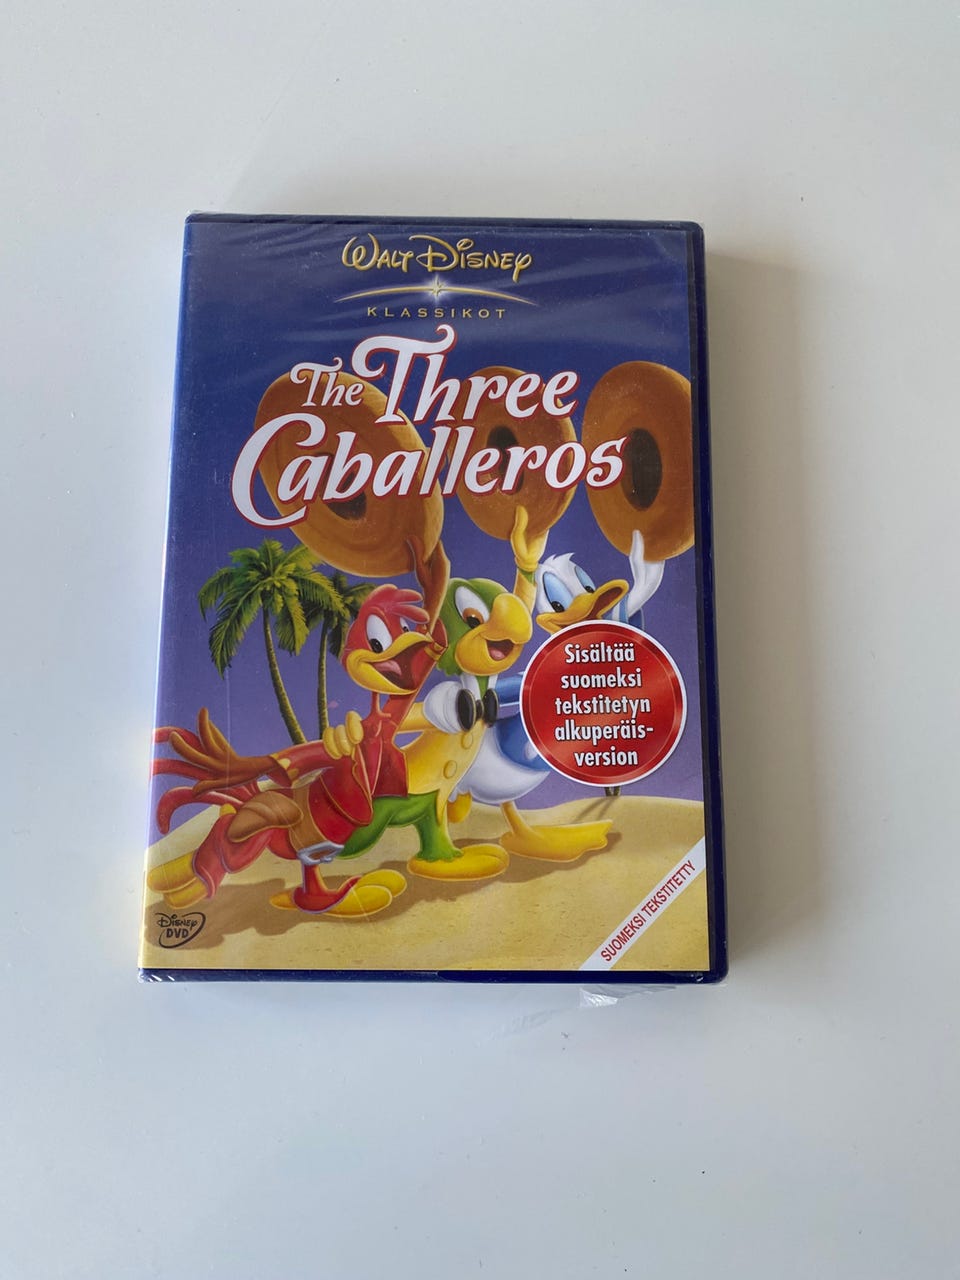 Walt Disney
KLASSIKOT
The Three
Caballeros
Sisältää
suomeksi
tekstitetyn
alkuperäis-
version
SUOMEKSI TEKSTITETTY
Disney
DVD